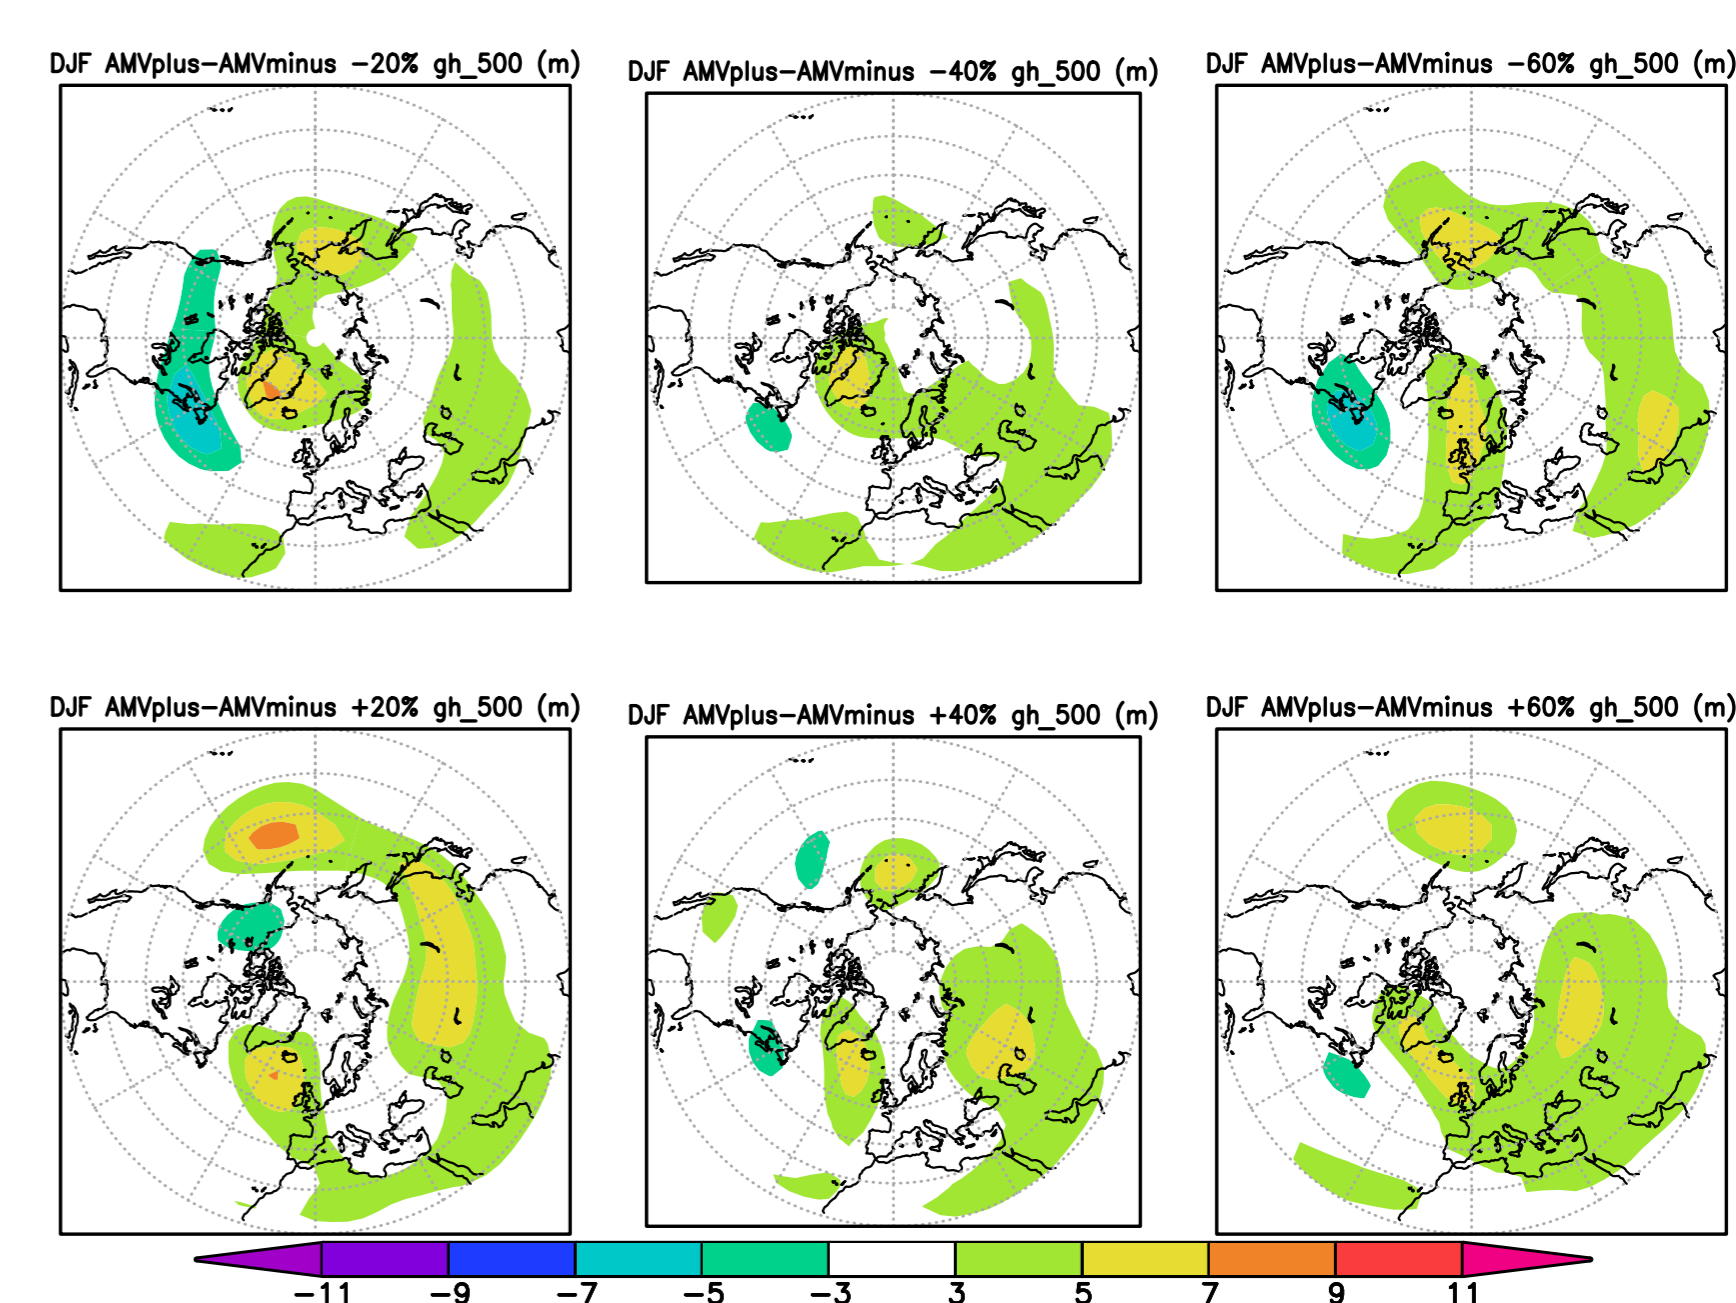 DJF AMVplus-AMVminus -20% gh_500 (m)
DJF AMVplus-AMVminus -40% gh_500 (m)
DJF AMVplus-AMVminus -60% gh_500 (m)
DJF AMVplus-AMVminus +20% gh_500 (m)
DJF AMVplus-AMVminus +40% gh_500 (m)
DJF AMVplus-AMVminus +60% gh_500 (m)
-11 -9 -7 -5 -3 3 5 7 9 11